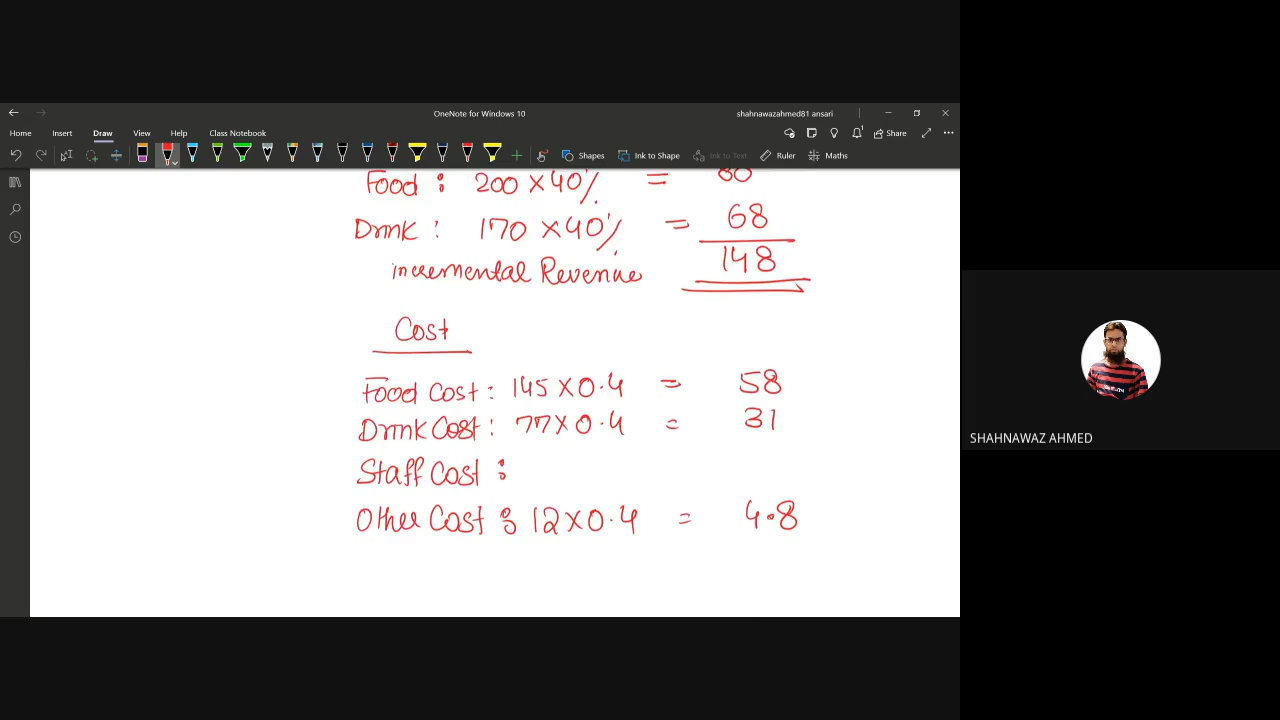 OneNote for Windows 10
shahnawazahmed81 ansari
Home Insert Draw View Help Class Notebook
Share
Shapes Ink to Shape Ink to Text Ruler Maths
Food : 200 × 40% = 80
Drink : 170 × 40% = 68
incremental Revenue 148
Cost
Food Cost : 145 × 0.4 = 58
Drink Cost : 77 × 0.4 = 31
Staff Cost :
Other Cost : 12 × 0.4 = 4.8
SHAHNAWAZ AHMED